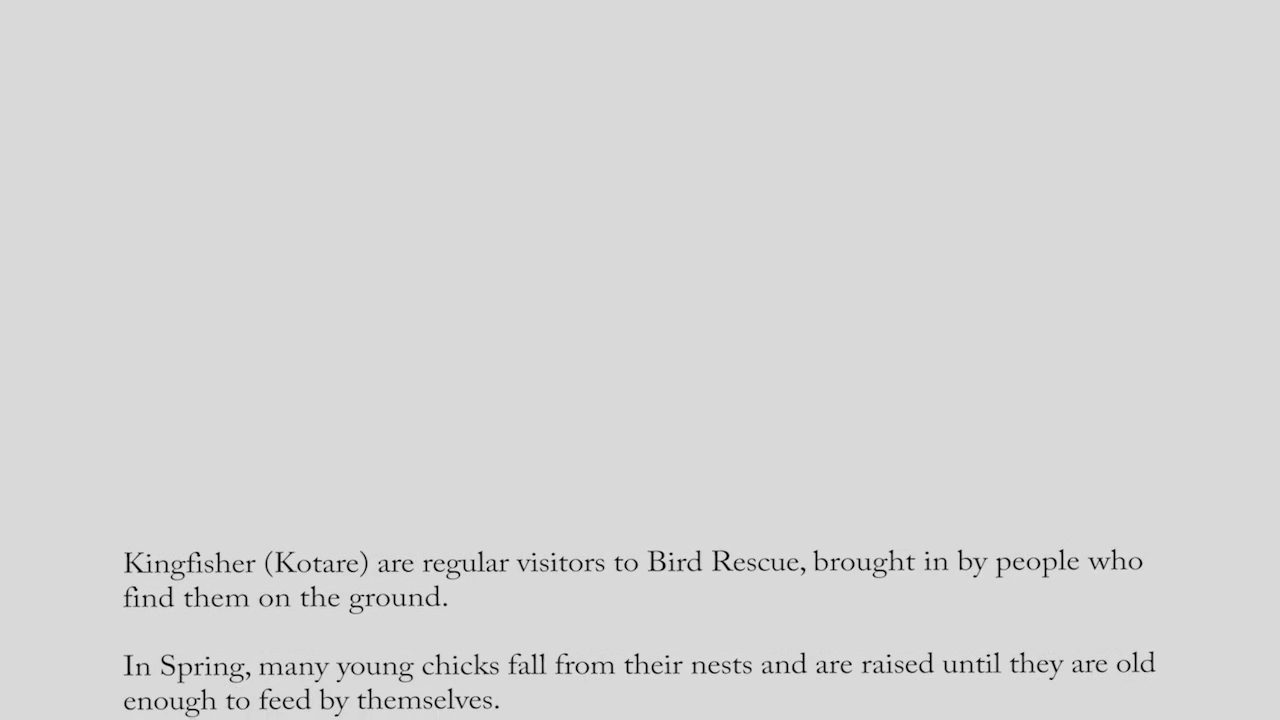 Kingfisher (Kotare) are regular visitors to Bird Rescue, brought in by people who
find them on the ground.
In Spring, many young chicks fall from their nests and are raised until they are old
enough to feed by themselves.